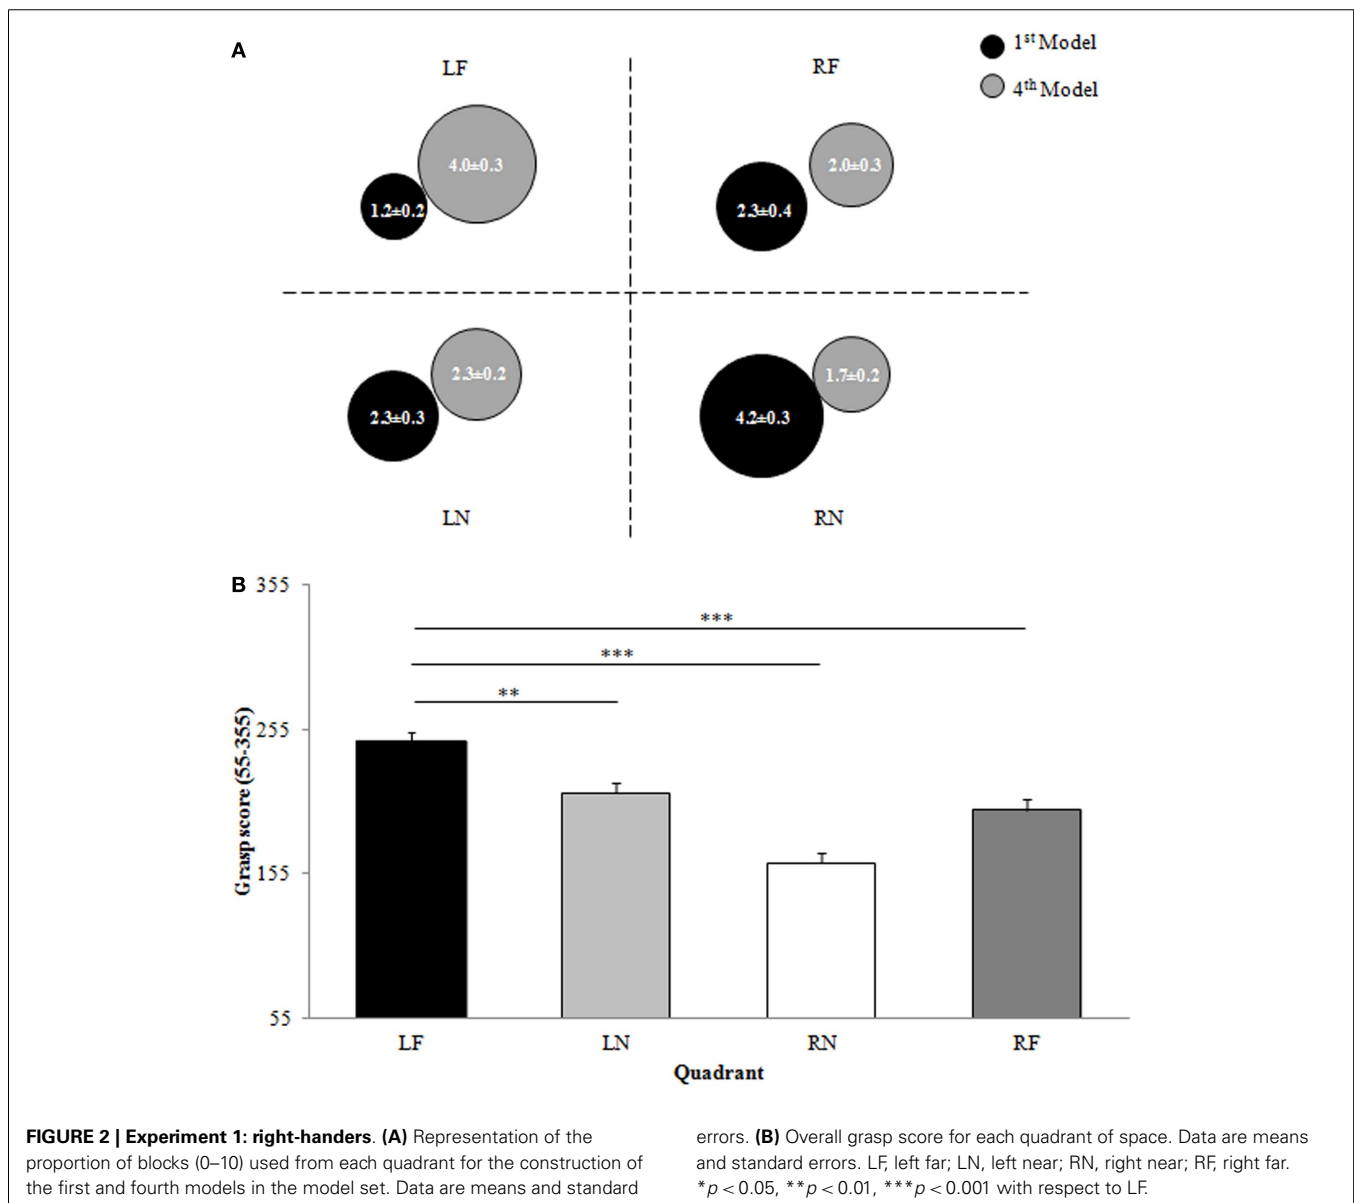 A
LF
RF
1st Model
4th Model
4.0±0.3
1.2±0.2
2.0±0.3
2.3±0.4
2.3±0.2
2.3±0.3
1.7±0.2
4.2±0.3
LN
RN
B
355
255
155
55
Grasp score (55-355)
***
***
**
LF
LN
RN
RF
Quadrant
FIGURE 2 | Experiment 1: right-handers. (A) Representation of the
proportion of blocks (0–10) used from each quadrant for the construction of
the first and fourth models in the model set. Data are means and standard
errors. (B) Overall grasp score for each quadrant of space. Data are means
and standard errors. LF, left far; LN, left near; RN, right near; RF, right far.
*p < 0.05, **p < 0.01, ***p < 0.001 with respect to LF.